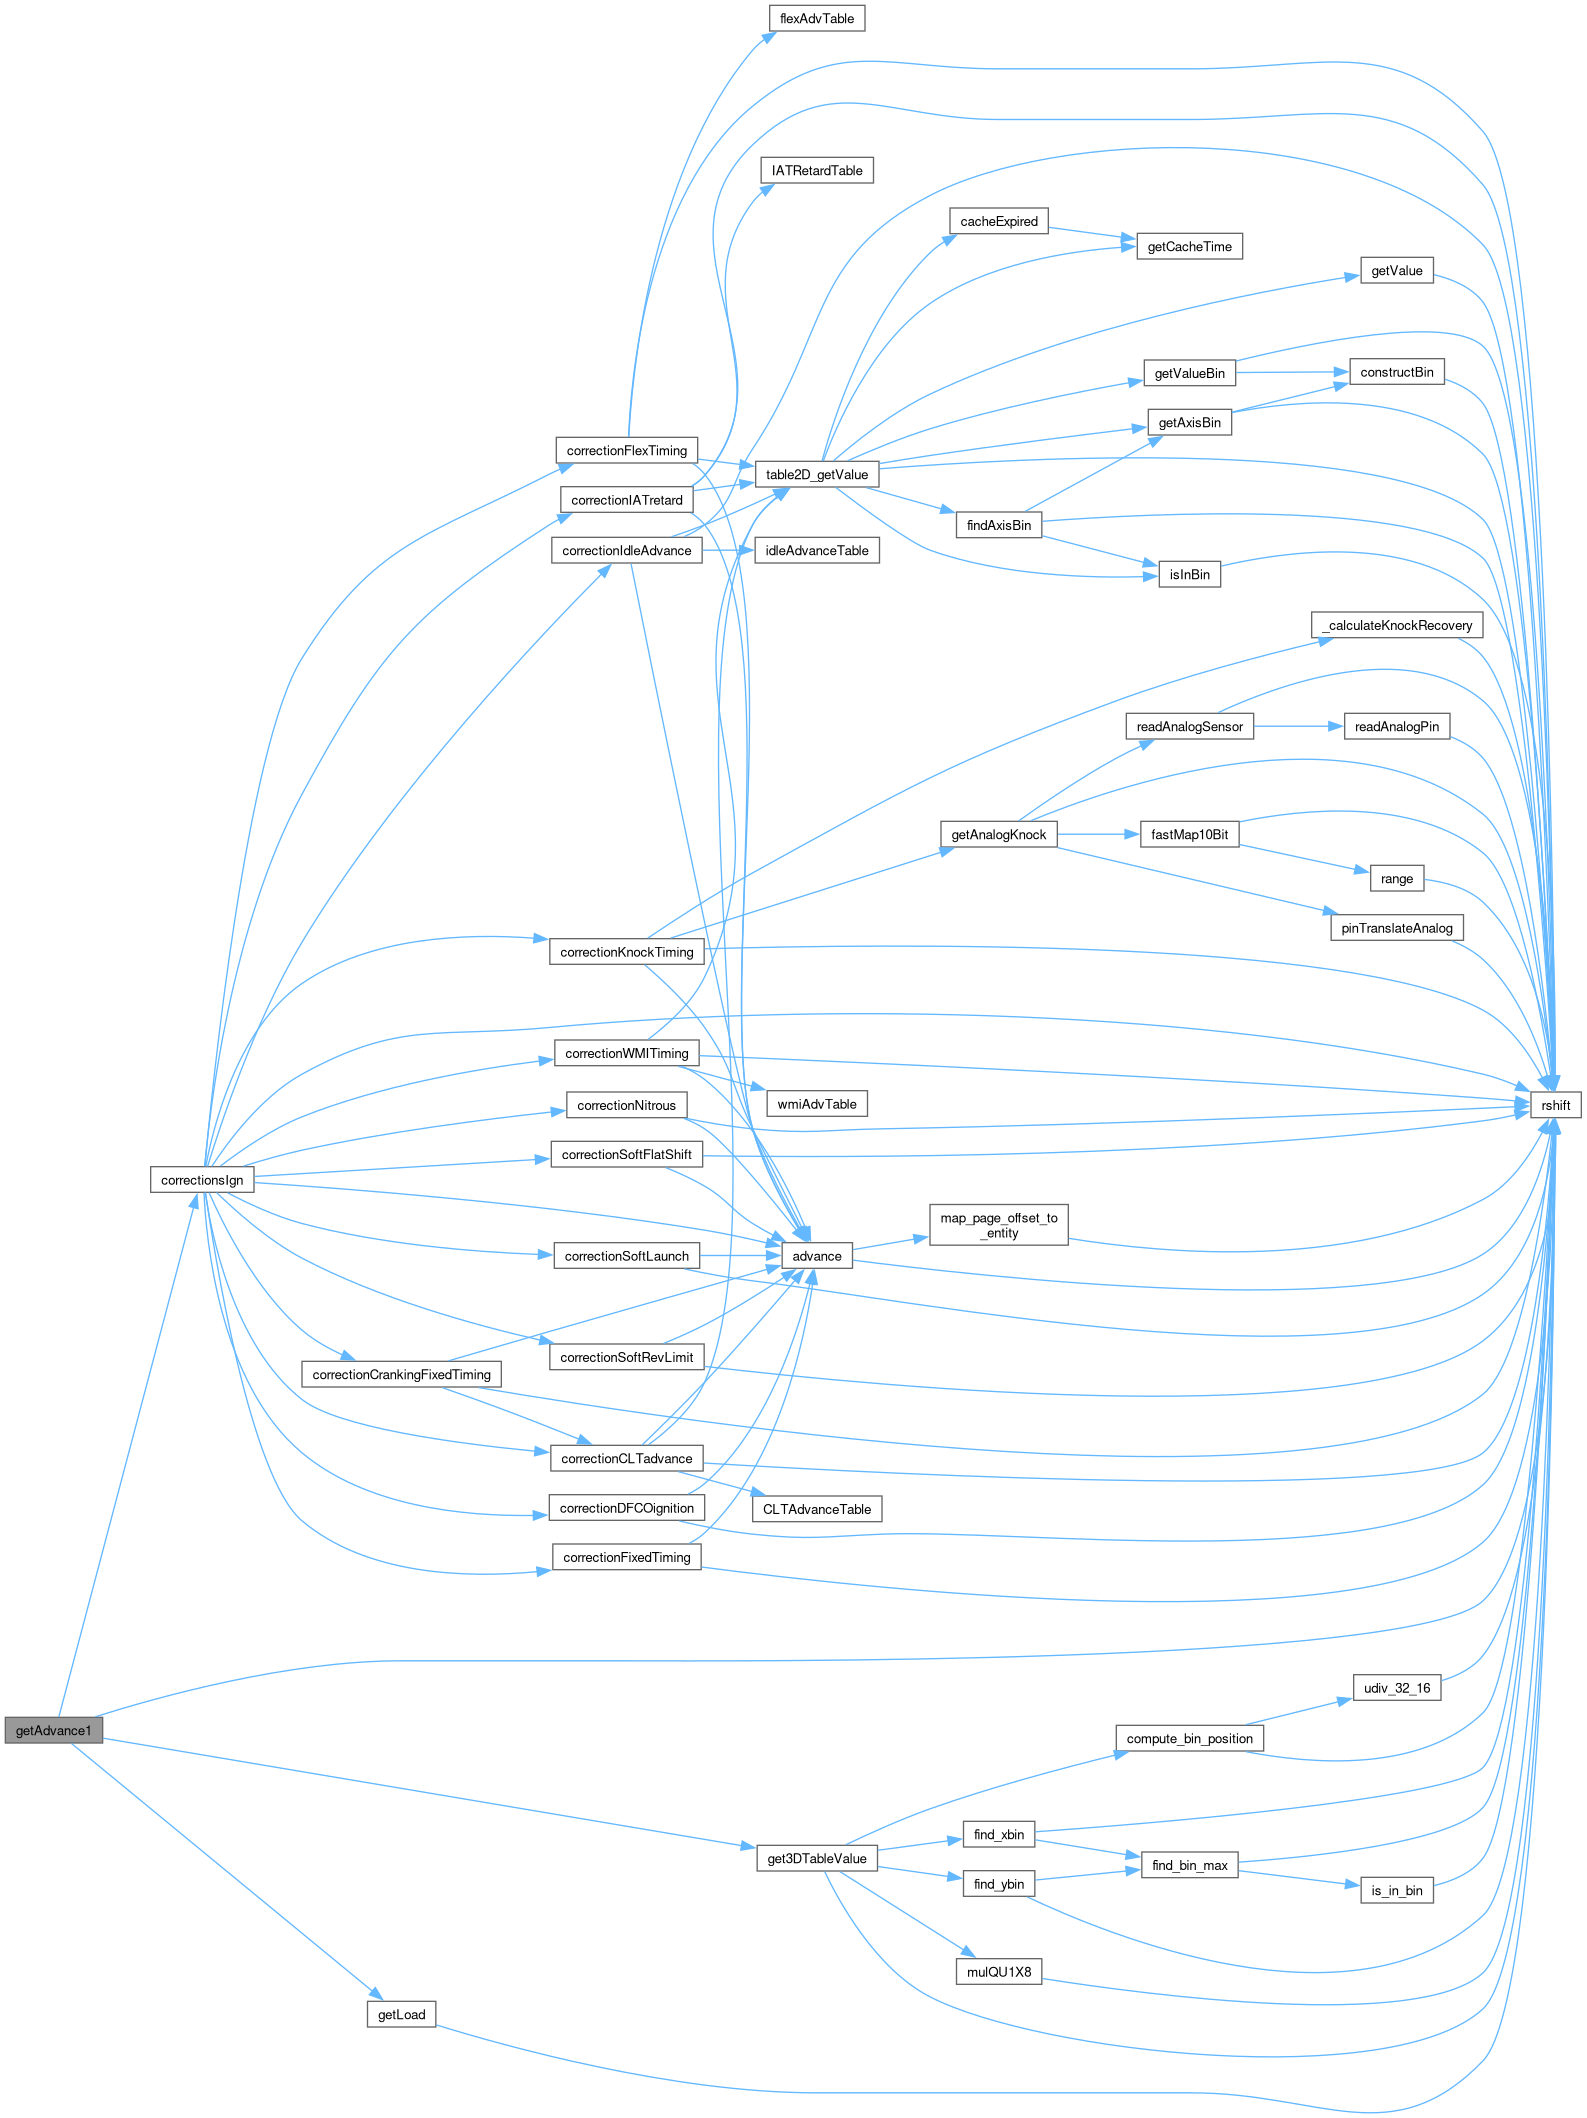 flexAdvTable
IATRetardTable
cacheExpired
getCacheTime
getValue
getValueBin
constructBin
getAxisBin
correctionFlexTiming
table2D_getValue
correctionIATretard
findAxisBin
correctionIdleAdvance
idleAdvanceTable
isInBin
_calculateKnockRecovery
readAnalogSensor
readAnalogPin
getAnalogKnock
fastMap10Bit
range
pinTranslateAnalog
correctionKnockTiming
correctionWMITiming
wmiAdvTable
correctionNitrous
rshift
correctionSoftFlatShift
correctionsIgn
map_page_offset_to
_entity
correctionSoftLaunch
advance
correctionSoftRevLimit
correctionCrankingFixedTiming
correctionCLTadvance
correctionDFCOignition
CLTAdvanceTable
correctionFixedTiming
udiv_32_16
getAdvance1
compute_bin_position
find_xbin
get3DTableValue
find_bin_max
find_ybin
is_in_bin
mulQU1X8
getLoad